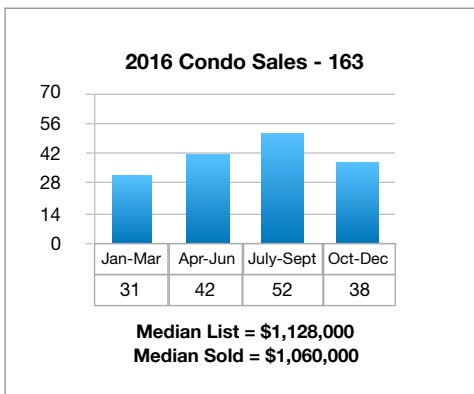 2016 Condo Sales - 163
70
56
42
28
14
0
Jan-Mar Apr-Jun July-Sept Oct-Dec
31 42 52 38
Median List = $1,128,000
Median Sold = $1,060,000